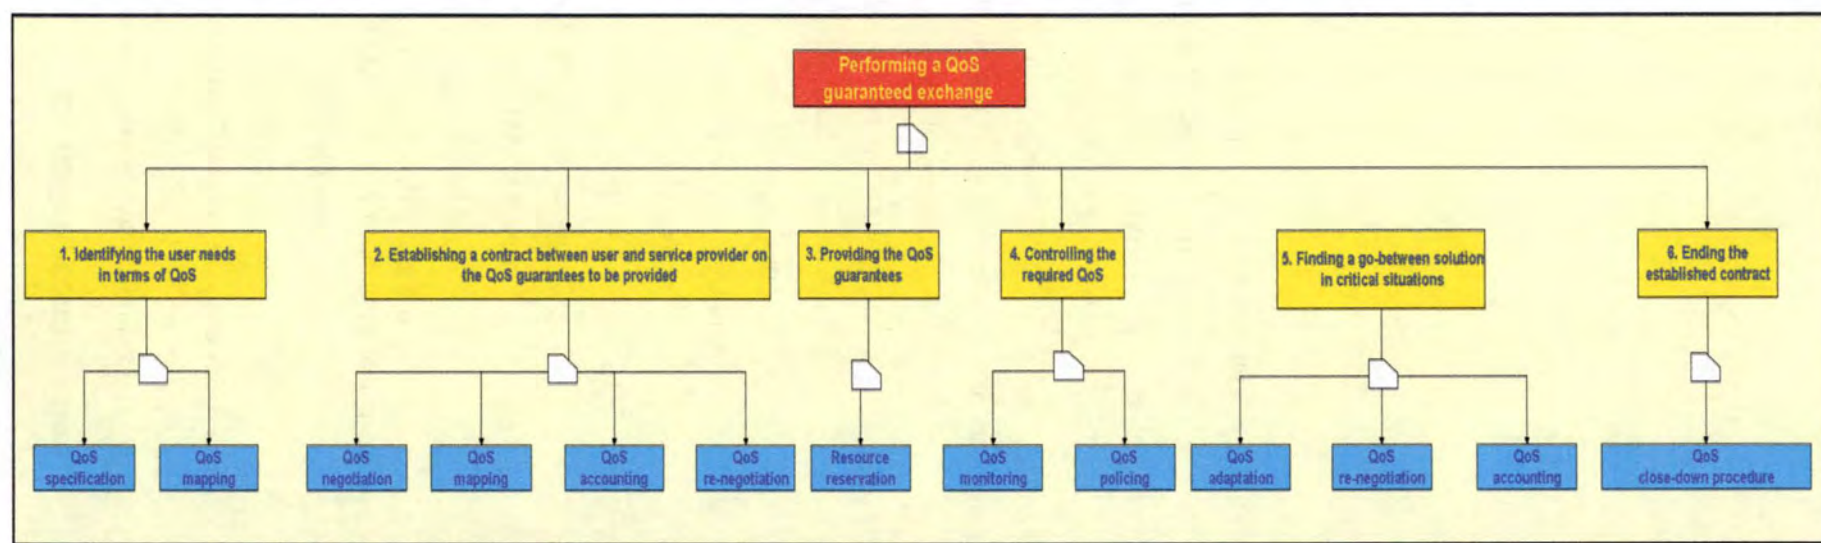 Performing a QoS
guaranteed exchange
1. Identifying the user needs
in terms of QoS
2. Establishing a contract between user and service provider on
the QoS guarantees to be provided
3. Providing the QoS
guarantees
4. Controlling the
required QoS
5. Finding a go-between solution
in critical situations
6. Ending the
established contract
QoS
specification
QoS
mapping
QoS
negotiation
QoS
mapping
QoS
accounting
QoS
re-negotiation
Resource
reservation
QoS
monitoring
QoS
policing
QoS
adaptation
QoS
re-negotiation
QoS
accounting
QoS
close-down procedure